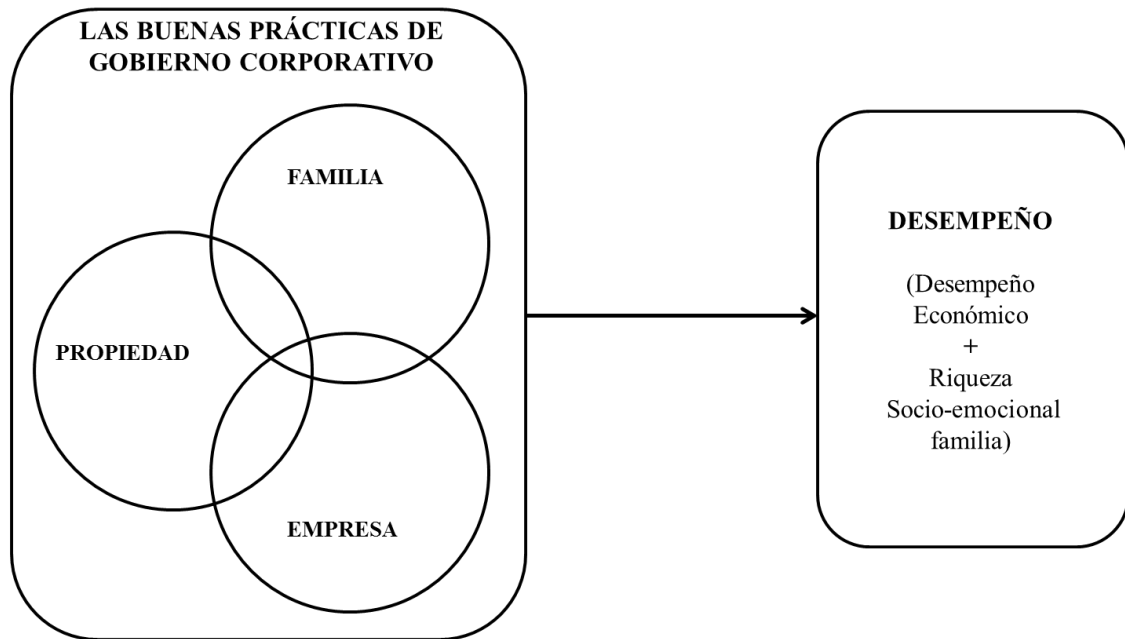 LAS BUENAS PRÁCTICAS DE
GOBIERNO CORPORATIVO
FAMILIA
PROPIEDAD
EMPRESA
DESEMPEÑO
(Desempeño
Económico
+
Riqueza
Socio-emocional
familia)